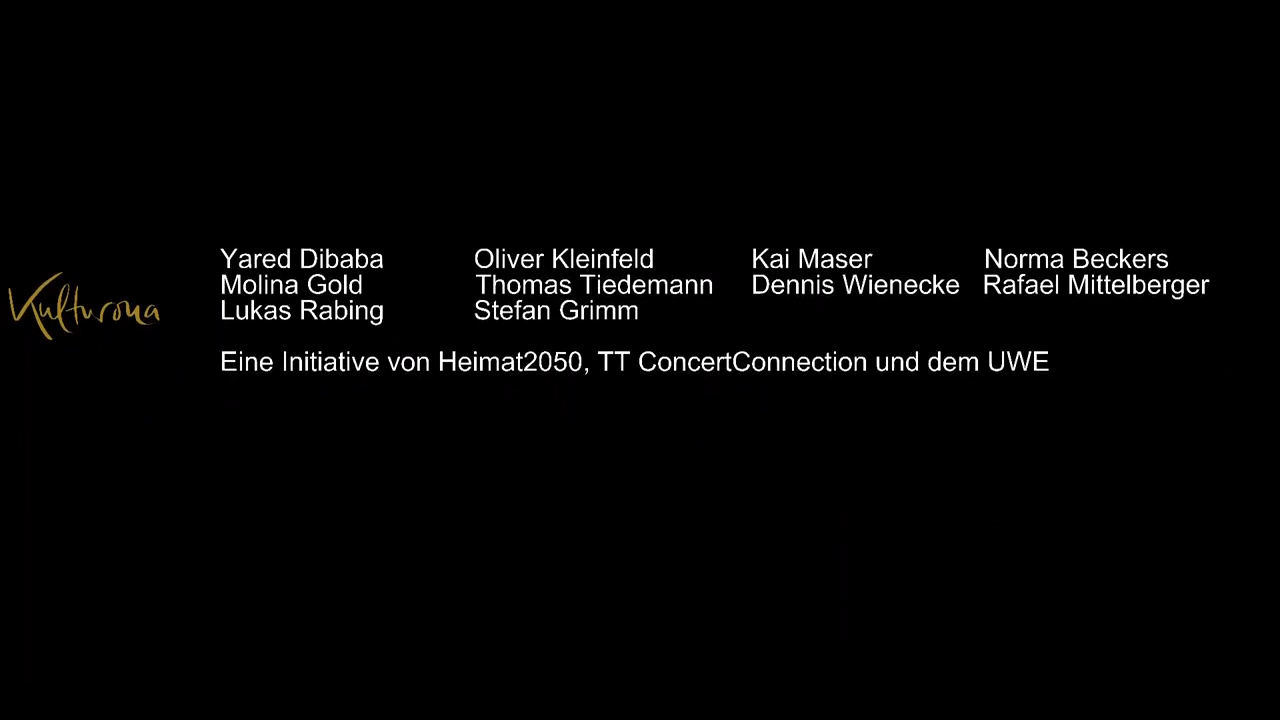 Kulturona
Yared Dibaba Oliver Kleinfeld Kai Maser Norma Beckers
Molina Gold Thomas Tiedemann Dennis Wienecke Rafael Mittelberger
Lukas Rabing Stefan Grimm
Eine Initiative von Heimat2050, TT ConcertConnection und dem UWE